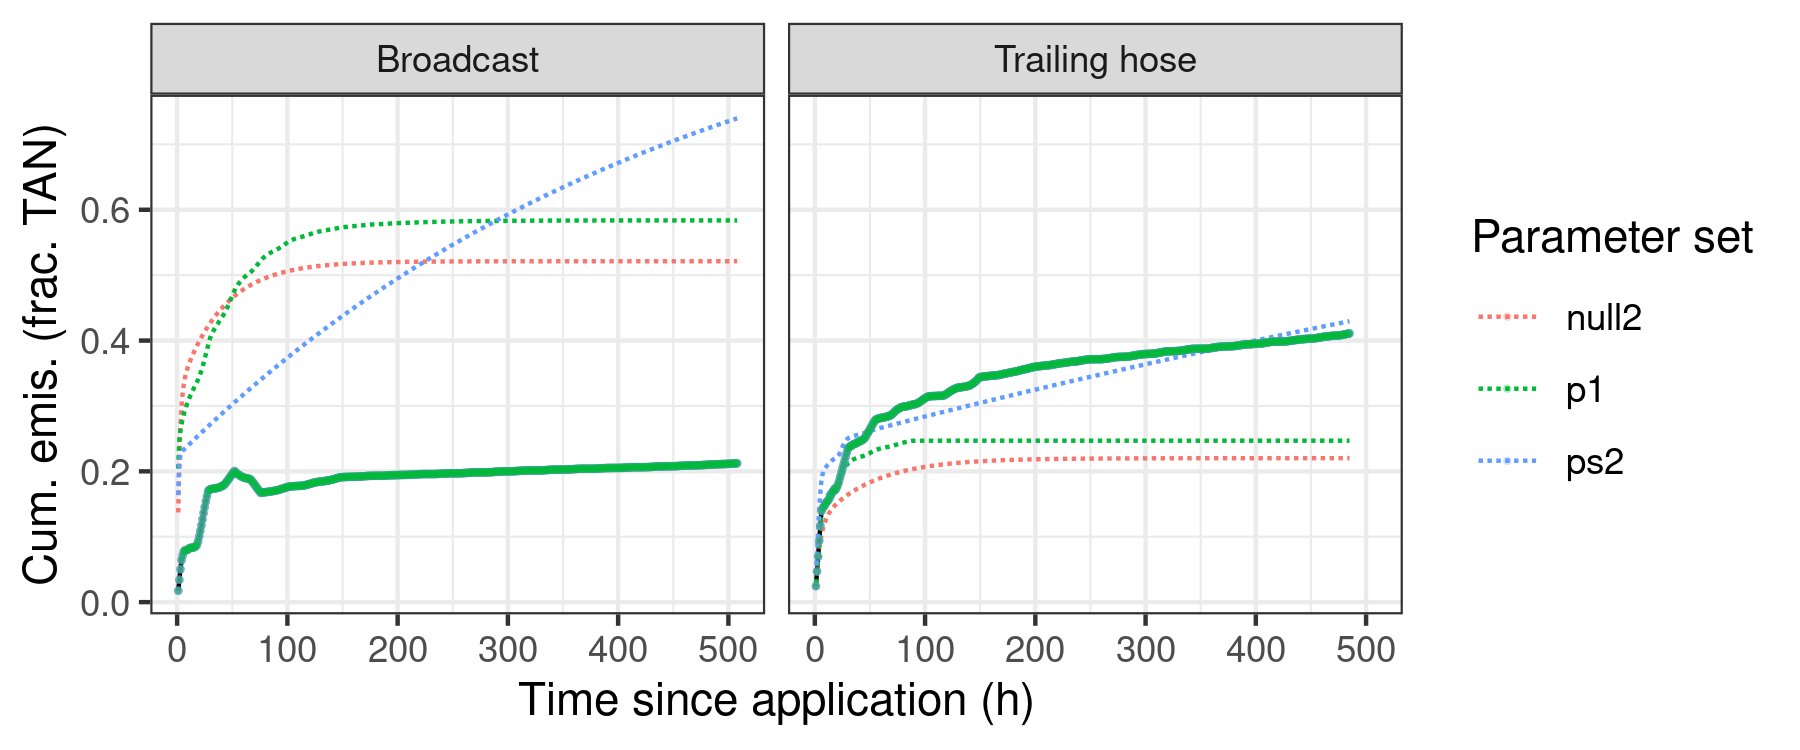 Broadcast
Trailing hose
Cum. emis. (frac. TAN)
0.6
0.4
0.2
0.0
0 100 200 300 400 500
0 100 200 300 400 500
Time since application (h)
Parameter set
null2
p1
ps2